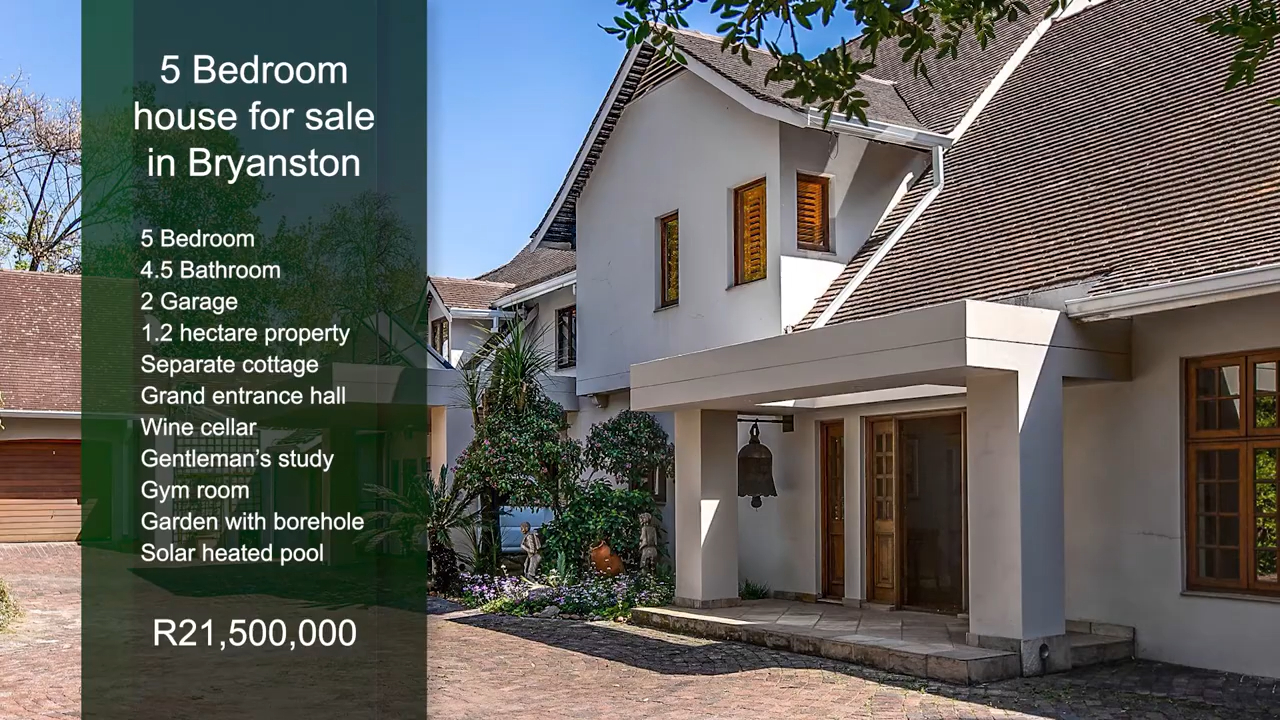 5 Bedroom
house for sale
in Bryanston
5 Bedroom
4.5 Bathroom
2 Garage
1.2 hectare property
Separate cottage
Grand entrance hall
Wine cellar
Gentleman’s study
Gym room
Garden with borehole
Solar heated pool
R21,500,000